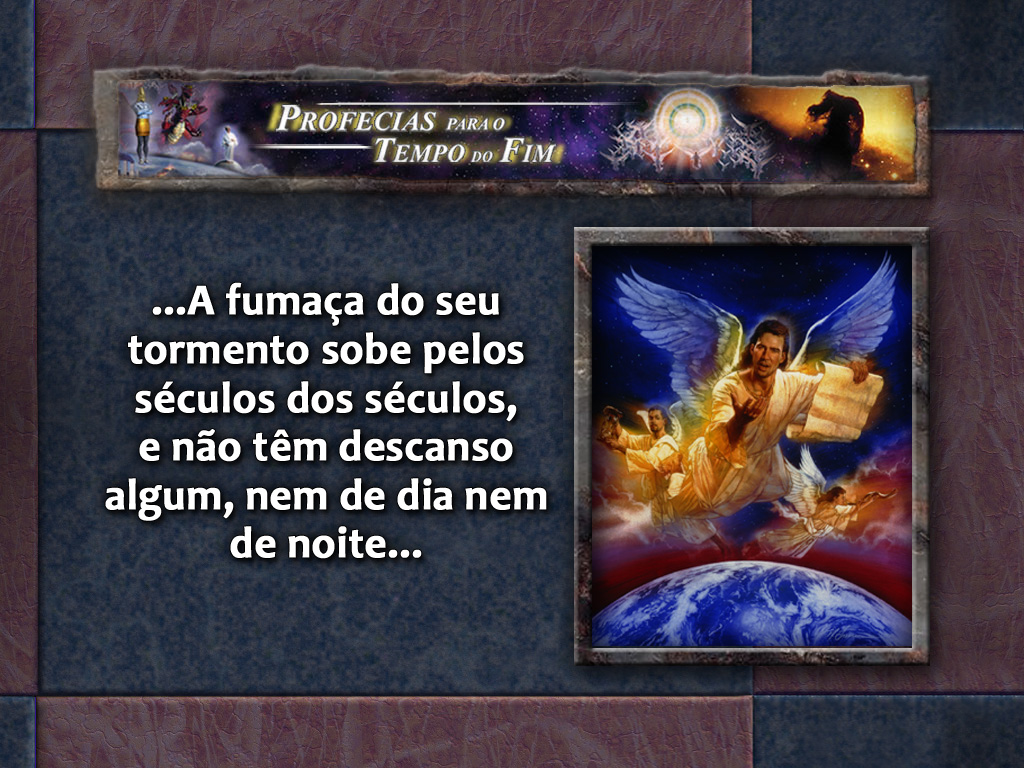 PROFECIAS PARA O
TEMPO DO FIM
...A fumaça do seu
tormento sobe pelos
séculos dos séculos,
e não têm descanso
algum, nem de dia nem
de noite...